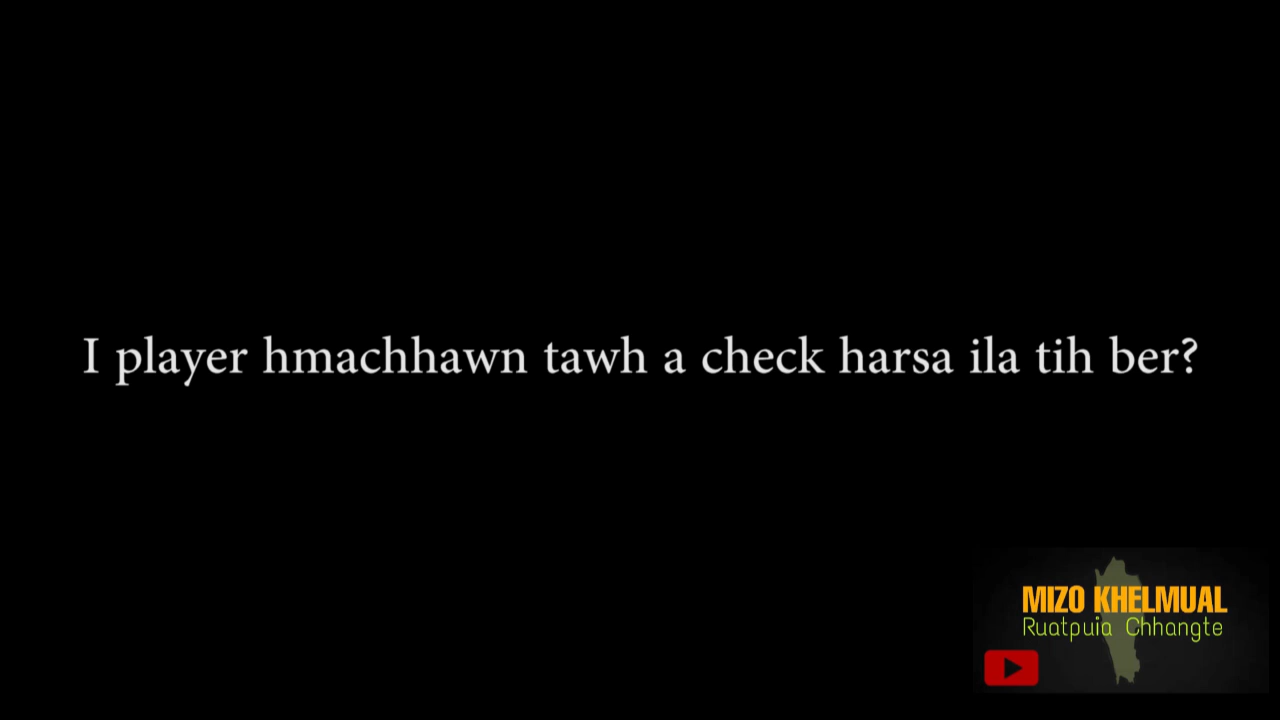 I player hmachhawn tawh a check harsa ila tih ber?
MIZO KHELMUAL
Ruatpuia Chhangte